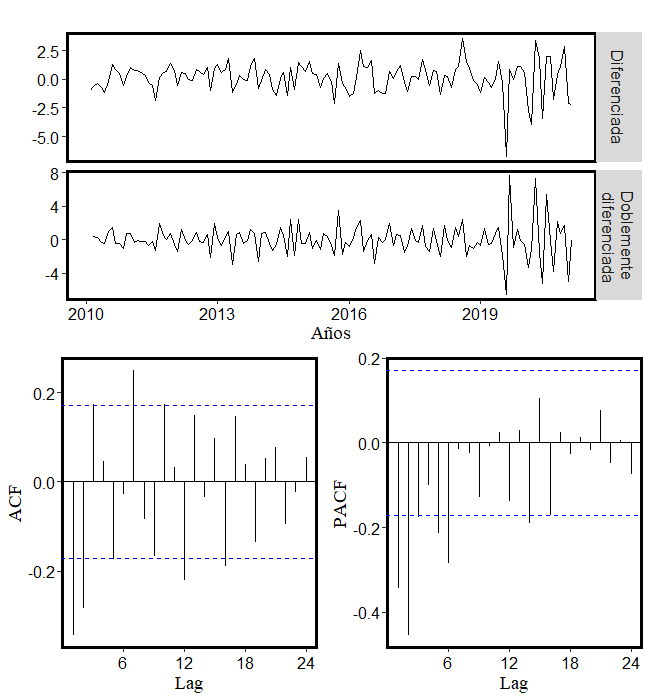 2.5
0.0
-2.5
-5.0
Diferenciada
8
4
0
-4
Doblemente
diferenciada
2010 2013 2016 2019
Años
0.2
0.0
-0.2
ACF
6 12 18 24
Lag
0.2
0.0
-0.2
-0.4
PACF
6 12 18 24
Lag